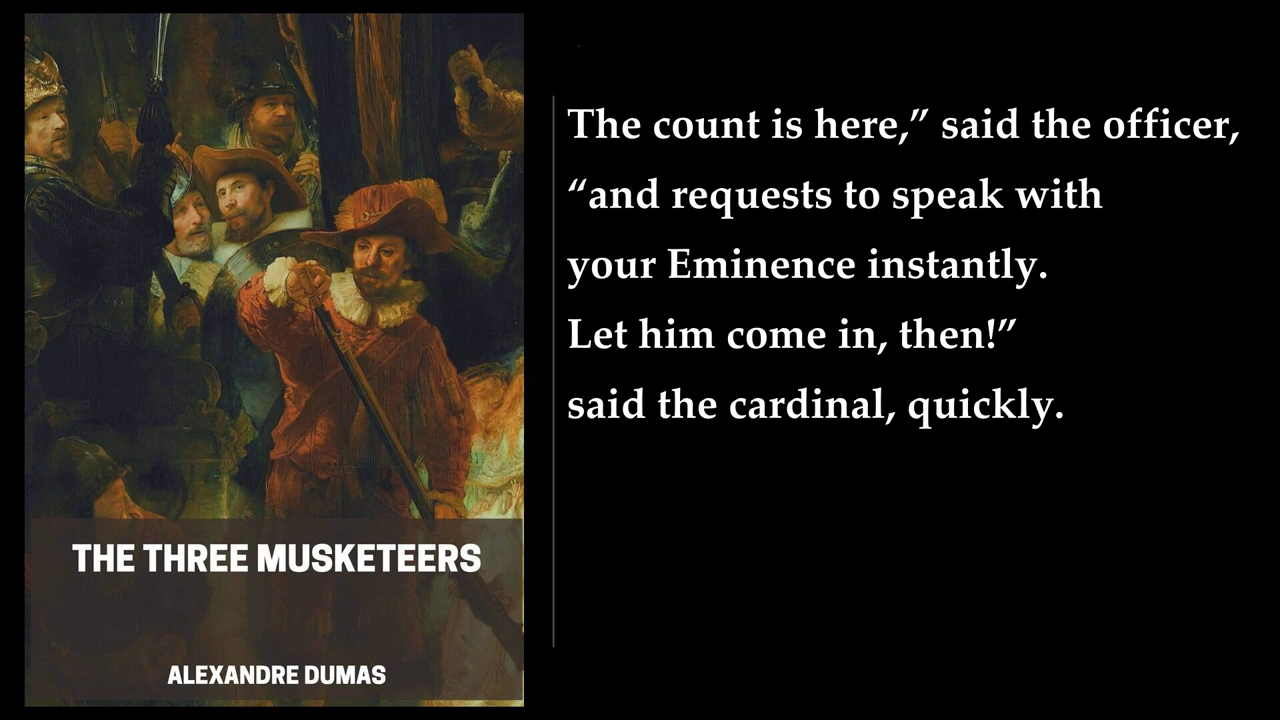 THE THREE MUSKETEERS
ALEXANDRE DUMAS
The count is here,” said the officer,
“and requests to speak with
your Eminence instantly.
Let him come in, then!”
said the cardinal, quickly.